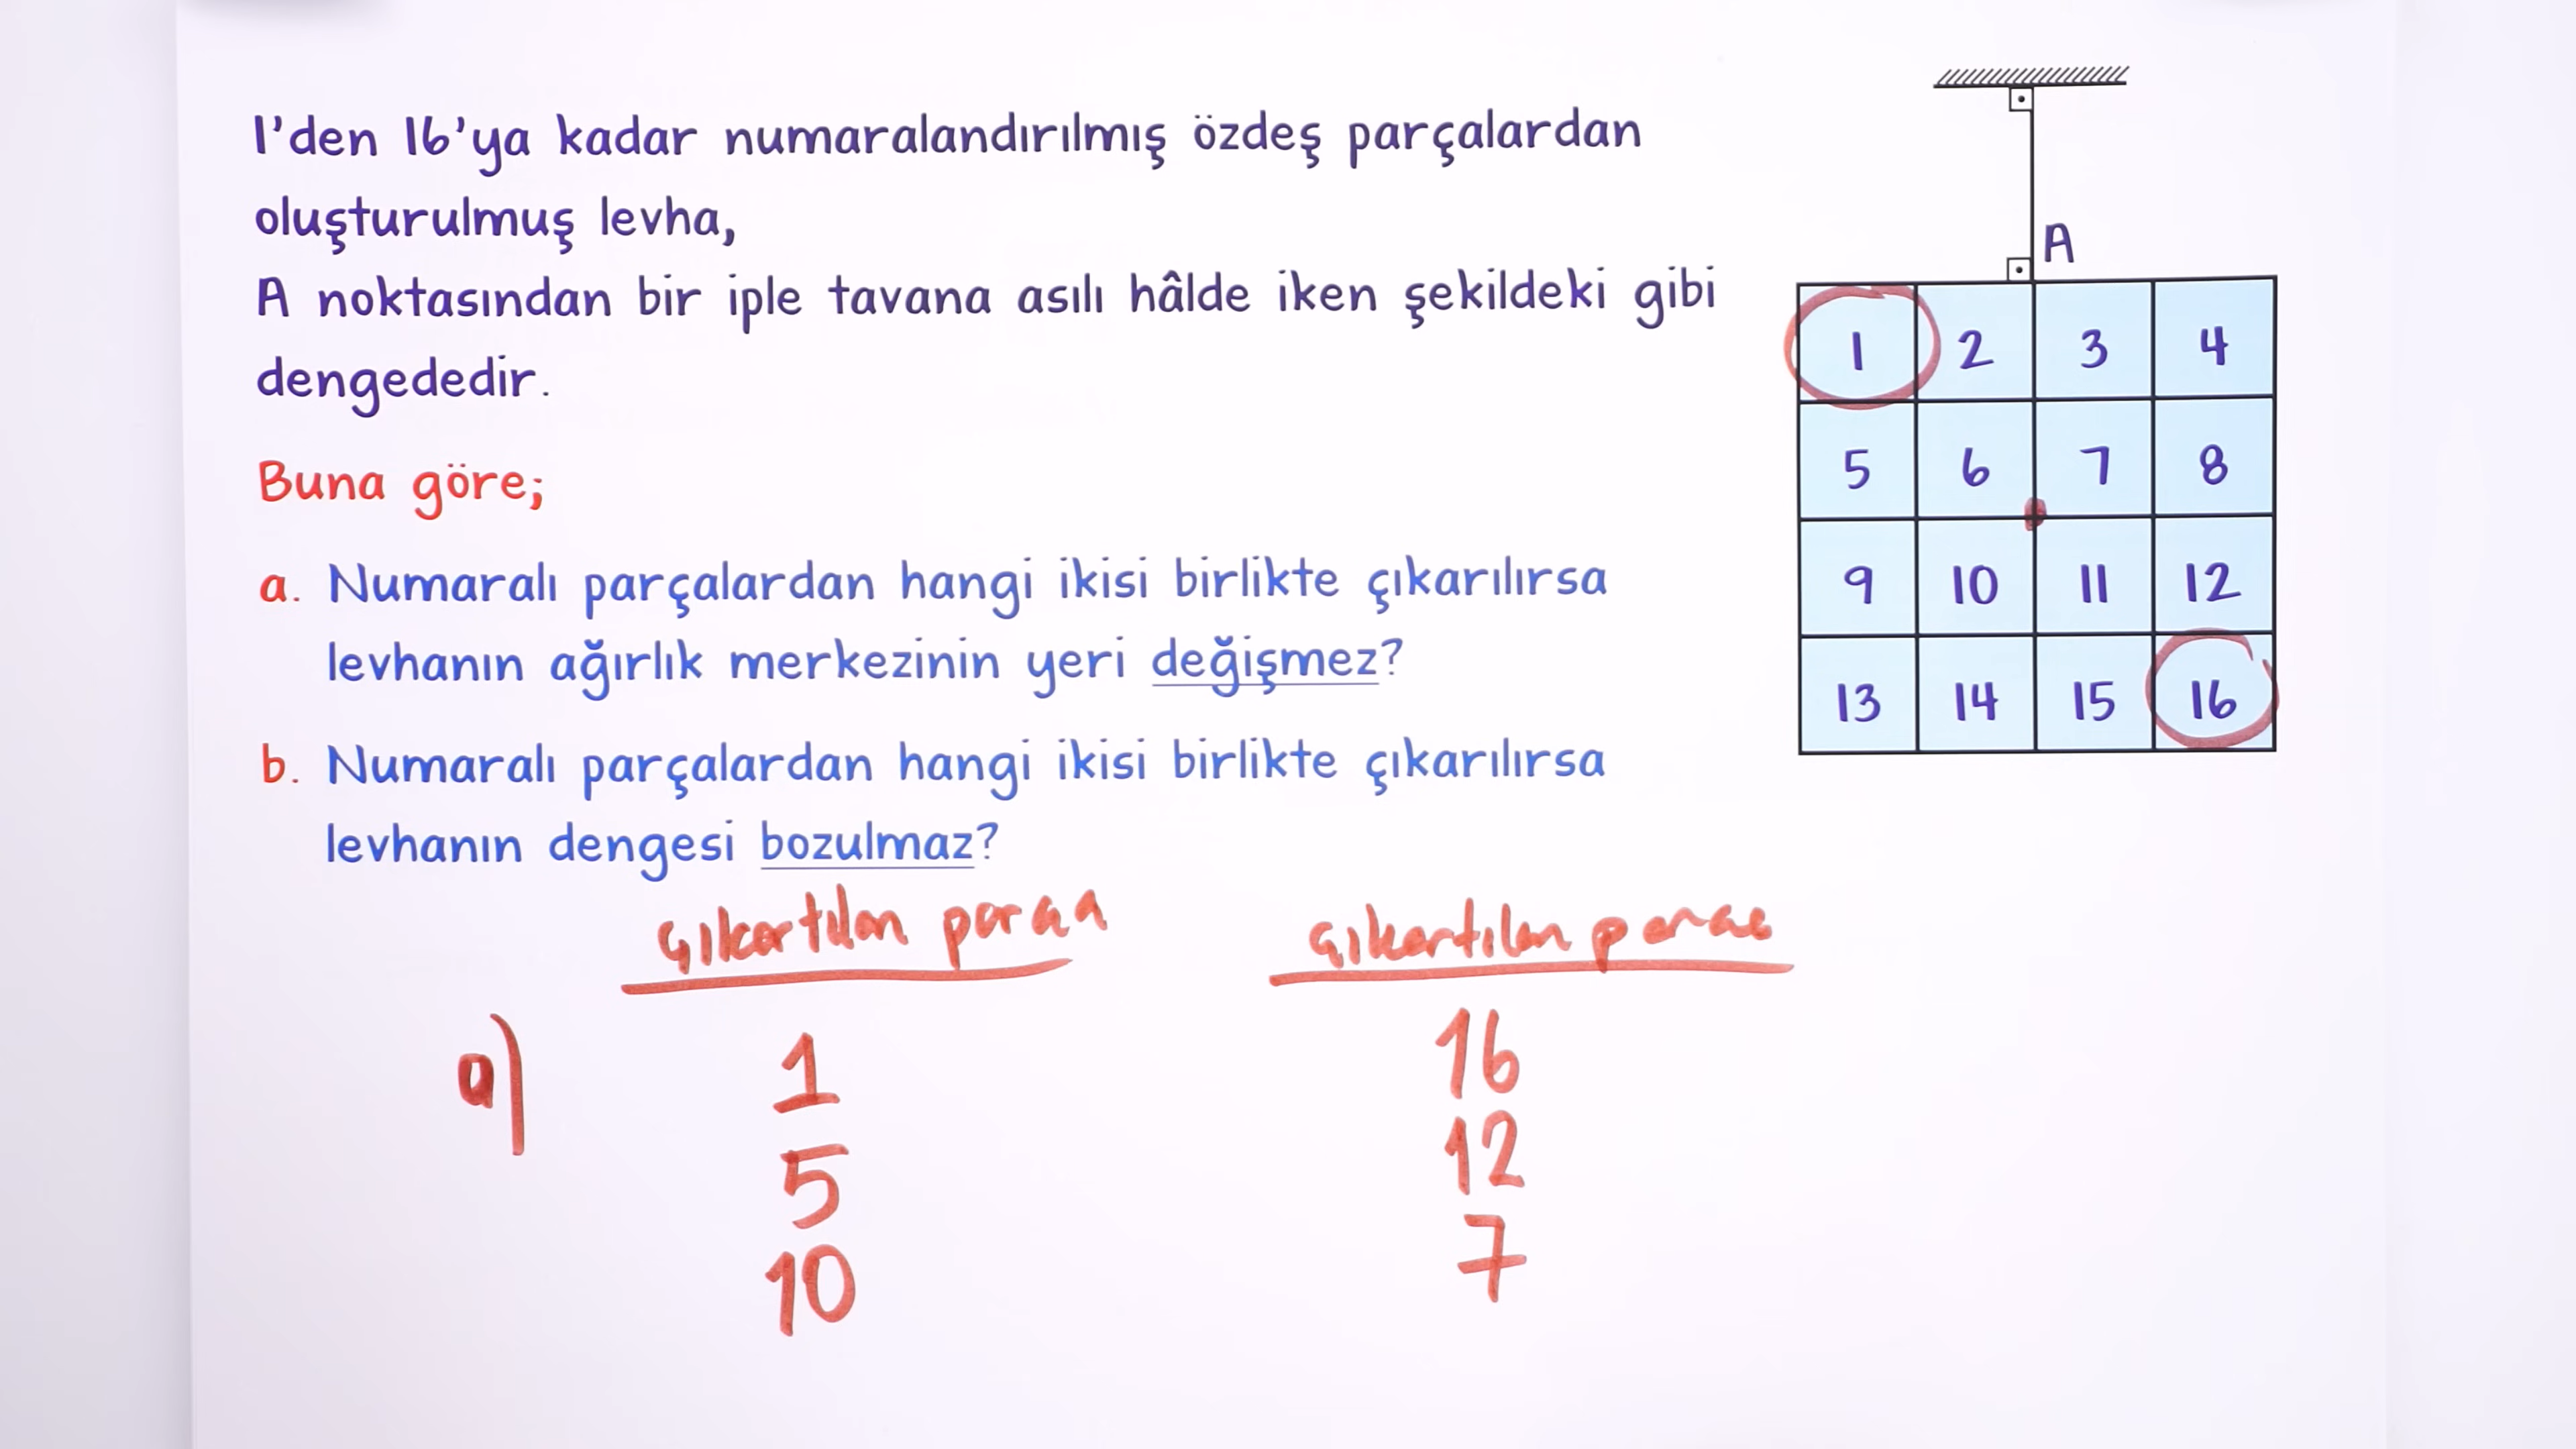 1'den 16'ya kadar numaralandırılmış özdeş parçalardan
oluşturulmuş levha,
A noktasından bir iple tavana asılı hâlde iken şekildeki gibi
dengededir.
Buna göre;
a. Numaralı parçalardan hangi ikisi birlikte çıkarılırsa
levhanın ağırlık merkezinin yeri değişmez?
b. Numaralı parçalardan hangi ikisi birlikte çıkarılırsa
levhanın dengesi bozulmaz?
A
1 2 3 4
5 6 7 8
9 10 11 12
13 14 15 16
çıkartılan parça çıkartılan parça
a) 1 16
5 12
10 7